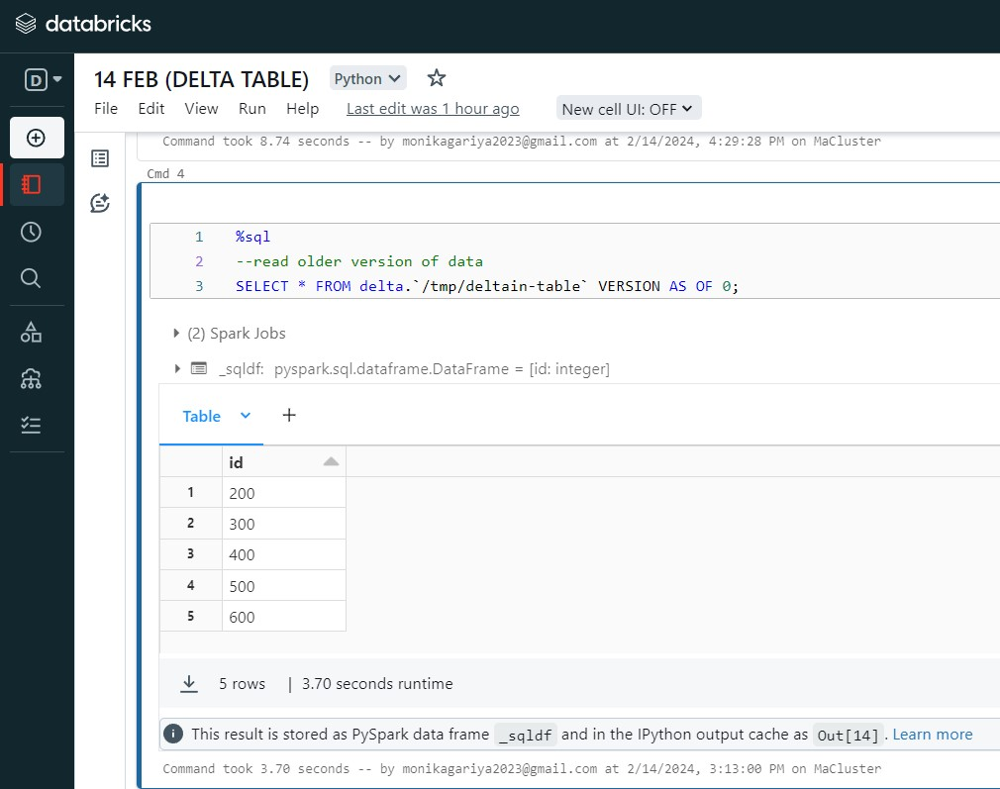 databricks
D
14 FEB (DELTA TABLE) Python
File Edit View Run Help Last edit was 1 hour ago New cell UI: OFF
Command took 8.74 seconds -- by monikagariya2023@gmail.com at 2/14/2024, 4:29:28 PM on MaCluster
Cmd 4
1 %sql
2 --read older version of data
3 SELECT * FROM delta.`/tmp/deltain-table` VERSION AS OF 0;
(2) Spark Jobs
_sqldf: pyspark.sql.dataframe.DataFrame = [id: integer]
Table +
id
1 200
2 300
3 400
4 500
5 600
5 rows | 3.70 seconds runtime
This result is stored as PySpark data frame _sqldf and in the IPython output cache as Out[14] . Learn more
Command took 3.70 seconds -- by monikagariya2023@gmail.com at 2/14/2024, 3:13:00 PM on MaCluster